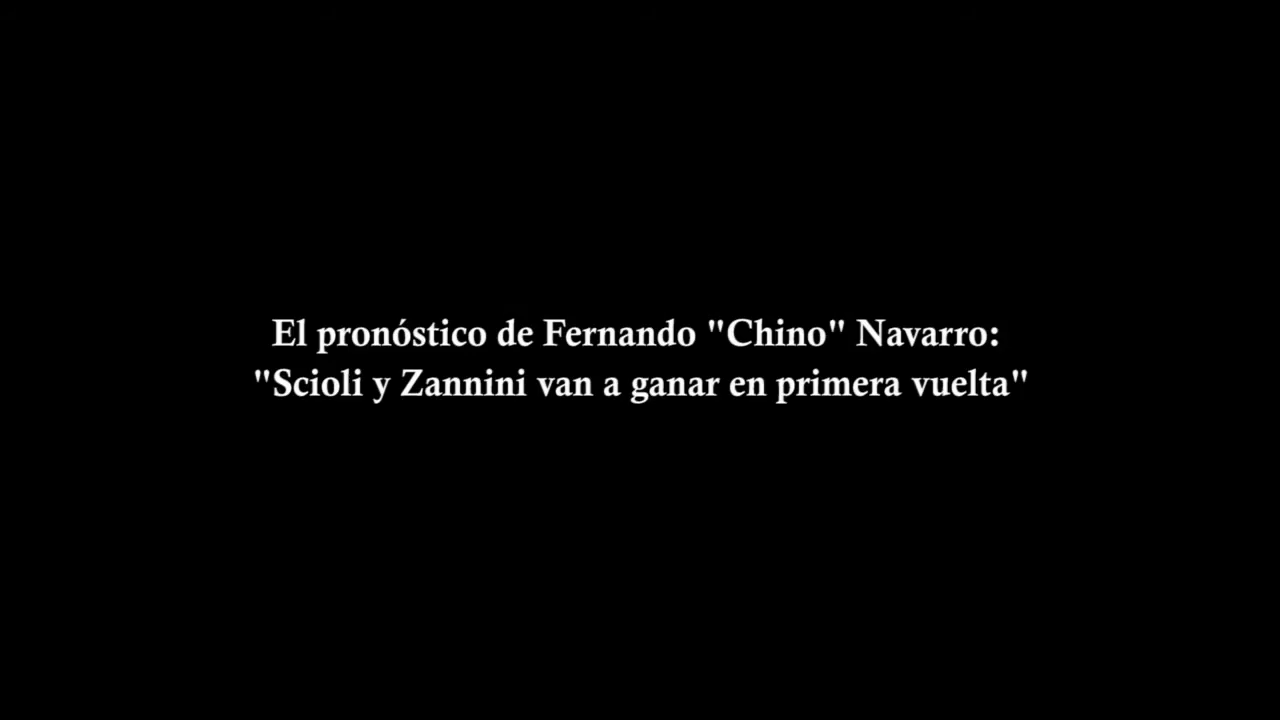 El pronóstico de Fernando "Chino" Navarro:
"Scioli y Zannini van a ganar en primera vuelta"